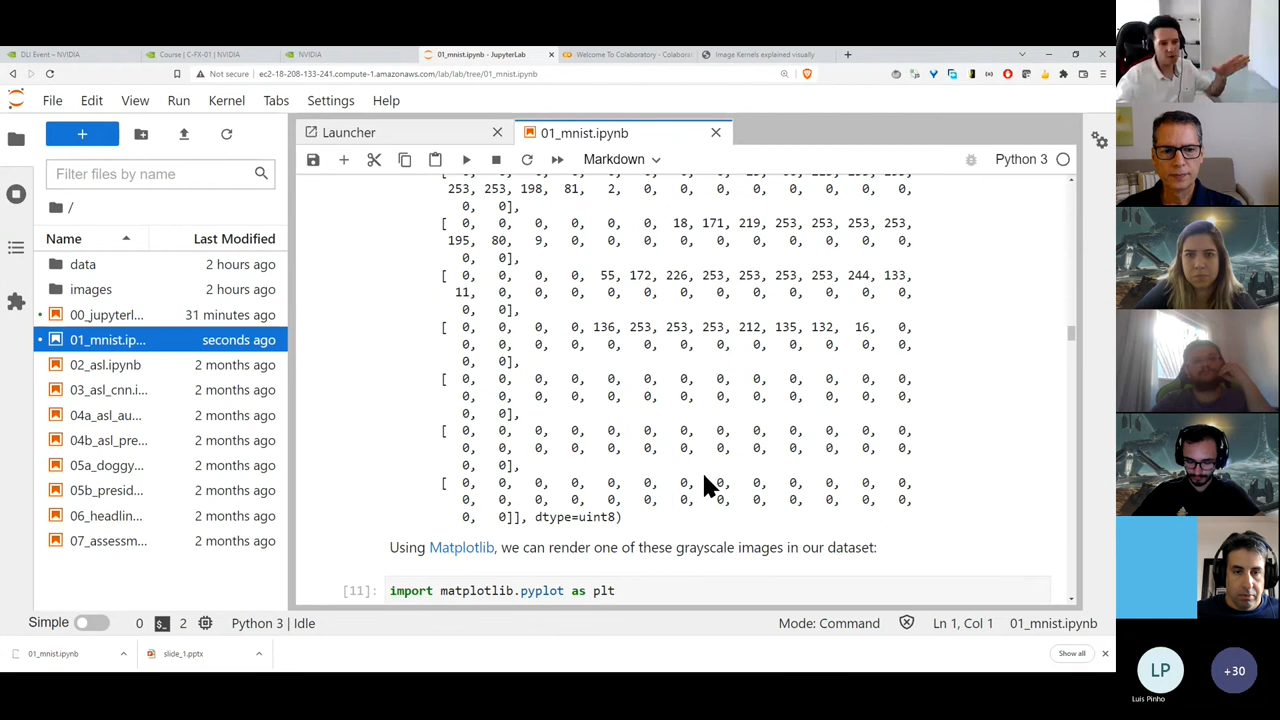 DLI Event – NVIDIA
Course | C-FX-01 | NVIDIA
NVIDIA
01_mnist.ipynb - JupyterLab
Welcome To Colaboratory - Colabora
Image Kernels explained visually
Not secure | ec2-18-208-133-241.compute-1.amazonaws.com/lab/lab/tree/01_mnist.ipynb
File Edit View Run Kernel Tabs Settings Help
Launcher
01_mnist.ipynb
Markdown
Python 3
Filter files by name
/
Name Last Modified
data 2 hours ago
images 2 hours ago
00_jupyterl... 31 minutes ago
01_mnist.ip... seconds ago
02_asl.ipynb 2 months ago
03_asl_cnn.i... 2 months ago
04a_asl_au... 2 months ago
04b_asl_pre... 2 months ago
05a_doggy... 2 months ago
05b_presid... 2 months ago
06_headlin... 2 months ago
07_assessm... 2 months ago
253, 253, 198, 81, 2, 0, 0, 0, 0, 0, 0, 0, 0,
0, 0],
[ 0, 0, 0, 0, 0, 0, 18, 171, 219, 253, 253, 253, 253,
195, 80, 9, 0, 0, 0, 0, 0, 0, 0, 0, 0, 0,
0, 0],
[ 0, 0, 0, 0, 55, 172, 226, 253, 253, 253, 253, 244, 133,
11, 0, 0, 0, 0, 0, 0, 0, 0, 0, 0, 0, 0,
0, 0],
[ 0, 0, 0, 0, 136, 253, 253, 253, 212, 135, 132, 16, 0,
0, 0, 0, 0, 0, 0, 0, 0, 0, 0, 0, 0, 0,
0, 0],
[ 0, 0, 0, 0, 0, 0, 0, 0, 0, 0, 0, 0, 0,
0, 0, 0, 0, 0, 0, 0, 0, 0, 0, 0, 0, 0,
0, 0],
[ 0, 0, 0, 0, 0, 0, 0, 0, 0, 0, 0, 0, 0,
0, 0, 0, 0, 0, 0, 0, 0, 0, 0, 0, 0, 0,
0, 0],
[ 0, 0, 0, 0, 0, 0, 0, 0, 0, 0, 0, 0, 0,
0, 0, 0, 0, 0, 0, 0, 0, 0, 0, 0, 0, 0,
0, 0]], dtype=uint8)
Using Matplotlib, we can render one of these grayscale images in our dataset:
[11]: import matplotlib.pyplot as plt
Simple 0 $_ 2 Python 3 | Idle Mode: Command Ln 1, Col 1 01_mnist.ipynb
01_mnist.ipynb
slide_1.pptx
Show all
LP
+30
Luis Pinho